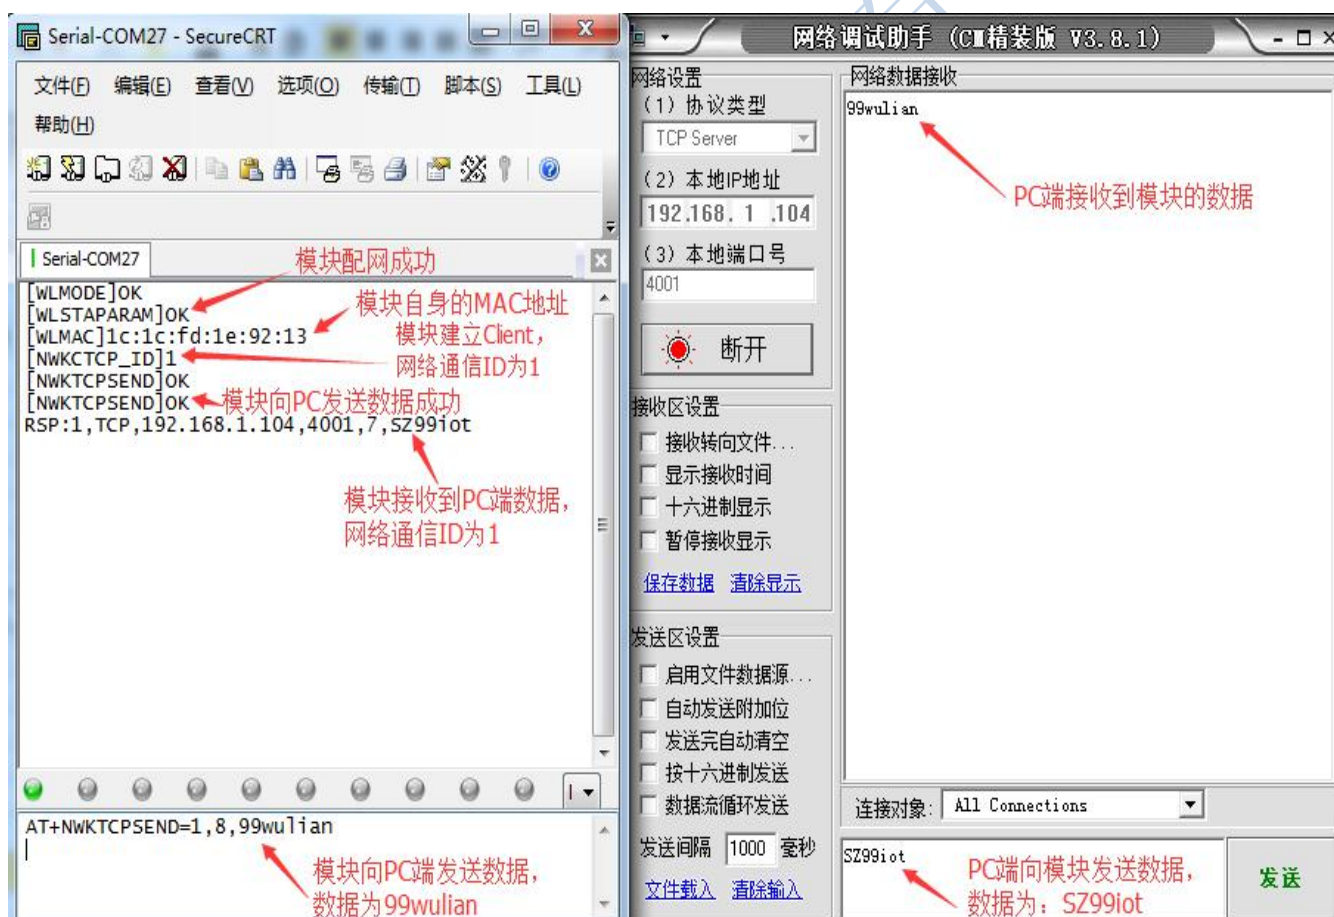 Serial-COM27 - SecureCRT
文件(F) 编辑(E) 查看(V) 选项(O) 传输(T) 脚本(S) 工具(L)
帮助(H)
Serial-COM27
模块配网成功
[WLMODE]OK
[WLSTAPARAM]OK
模块自身的MAC地址
[WLMAC]1c:1c:fd:1e:92:13
模块建立Client，
[NWKCTCP_ID]1
网络通信ID为1
[NWKTCPSEND]OK
[NWKTCPSEND]OK
模块向PC发送数据成功
RSP:1,TCP,192.168.1.104,4001,7,SZ99iot
模块接收到PC端数据，
网络通信ID为1
AT+NWKTCPSEND=1,8,99wulian
模块向PC端发送数据，
数据为99wulian
网络调试助手 (C■精装版 V3.8.1)
网络设置
(1) 协议类型
TCP Server
(2) 本地IP地址
192.168. 1 .104
(3) 本地端口号
4001
断开
接收区设置
接收转向文件...
显示接收时间
十六进制显示
暂停接收显示
保存数据 清除显示
发送区设置
启用文件数据源...
自动发送附加位
发送完自动清空
按十六进制发送
数据流循环发送
发送间隔 1000 毫秒
文件载入 清除输入
网络数据接收
99wulian
PC端接收到模块的数据
连接对象: All Connections
SZ99iot
PC端向模块发送数据，
数据为：SZ99iot
发送